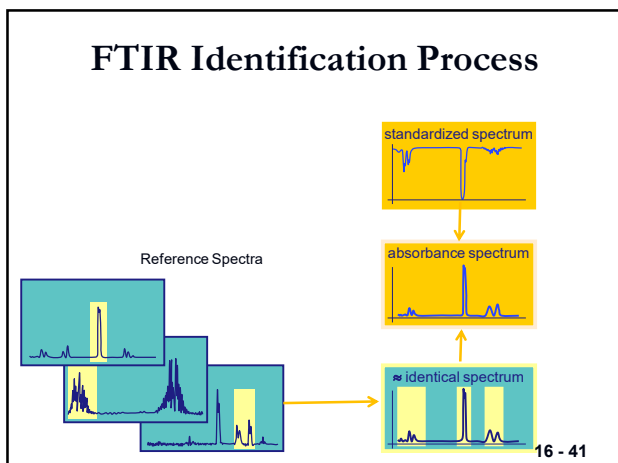 FTIR Identification Process
standardized spectrum
Reference Spectra
absorbance spectrum
≈ identical spectrum
16 - 41